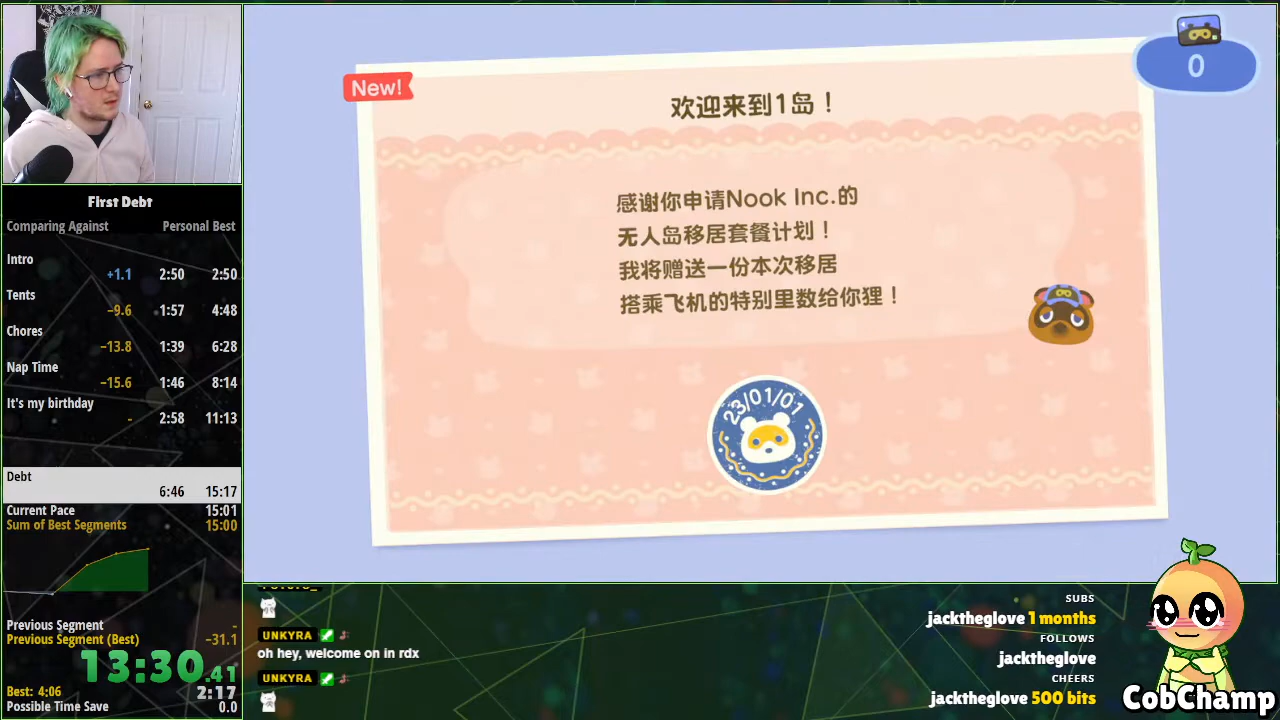 New!
0
欢迎来到1岛！
感谢你申请Nook Inc.的
无人岛移居套餐计划！
我将赠送一份本次移居
搭乘飞机的特别里数给你狸！
23/01/01
FIrst Debt
Comparing Against Personal Best
Intro
+1.1 2:50 2:50
Tents
−9.6 1:57 4:48
Chores
−13.8 1:39 6:28
Nap Time
−15.6 1:46 8:14
It's my birthday
- 2:58 11:13
Debt
6:46 15:17
Current Pace 15:01
Sum of Best Segments 15:00
Previous Segment -
Previous Segment (Best) −31.1
13:30.41
Best: 4;06 2:17
Possible Time Save 0.0
UNKYRA
oh hey, welcome on in rdx
UNKYRA
SUBS
jacktheglove 1 months
FOLLOWS
jacktheglove
CHEERS
jacktheglove 500 bits
CobChamp